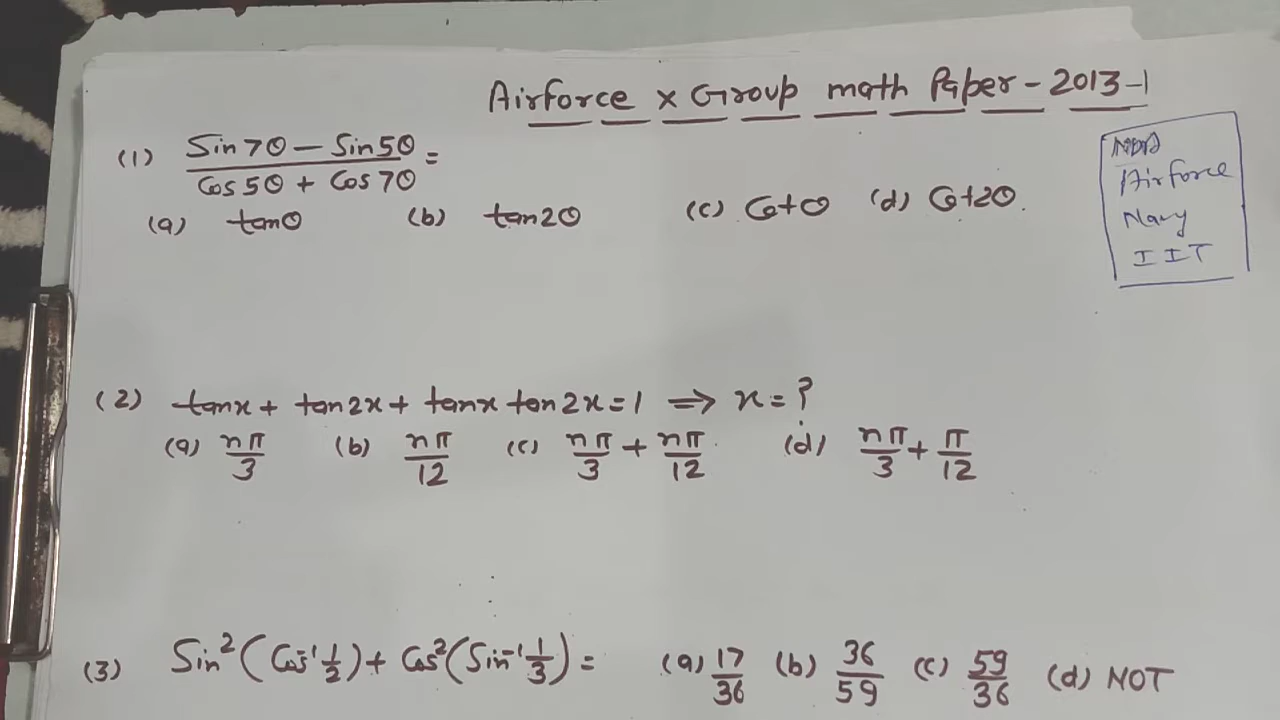 Airforce x Group math Paper - 2013-1
(1) Sin7θ - Sin5θ / Cos5θ + Cos7θ =
(a) tanθ (b) tan2θ (c) Cotθ (d) Cot2θ.
Airforce
Navy
IIT
(2) tanx + tan2x + tanx tan2x = 1 ⇒ x = ?
(a) nπ/3 (b) nπ/12 (c) nπ/3 + nπ/12 (d) nπ/3 + π/12
(3) Sin²(Cos⁻¹ 1/2) + Cos²(Sin⁻¹ 1/3) = (a) 17/36 (b) 36/59 (c) 59/36 (d) NOT